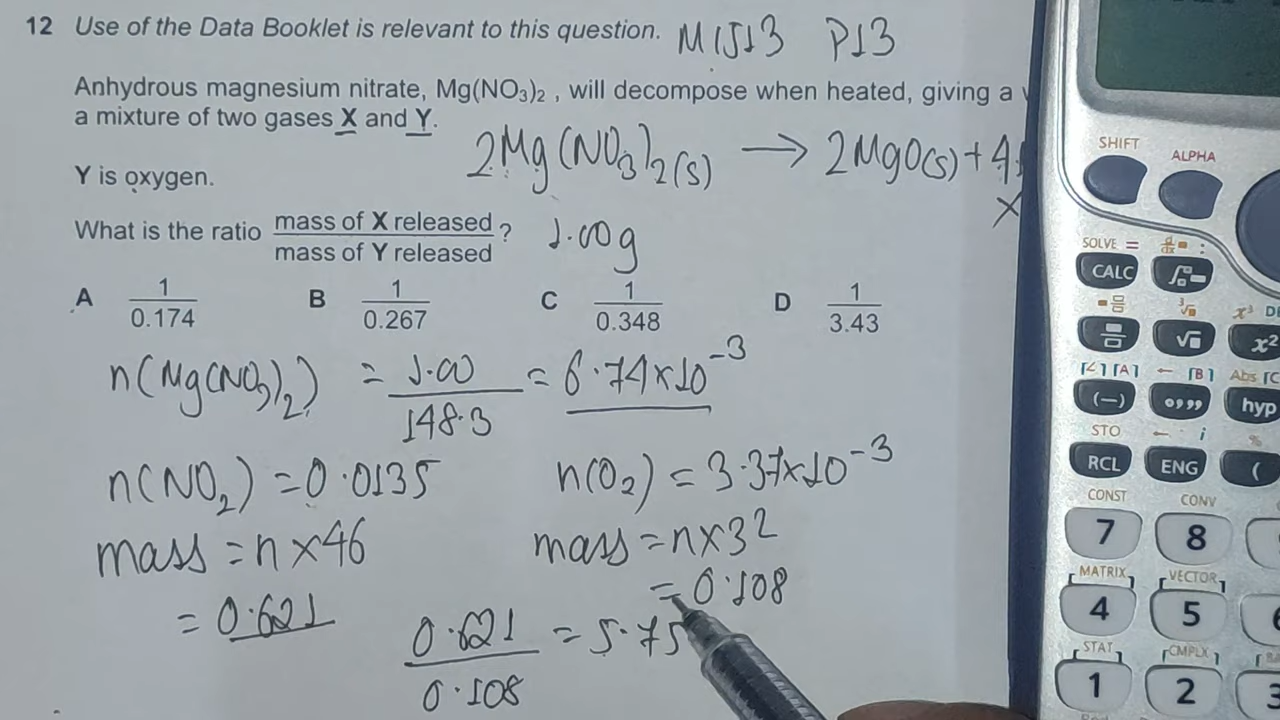 12 Use of the Data Booklet is relevant to this question. M/J13 P13
Anhydrous magnesium nitrate, Mg(NO₃)₂ , will decompose when heated, giving a
a mixture of two gases X and Y.
2Mg(NO₃)₂(s) → 2MgO(s) + 4
X
Y is oxygen.
What is the ratio mass of X released / mass of Y released ? 1.00g
A 1/0.174 B 1/0.267 C 1/0.348 D 1/3.43
n(Mg(NO₃)₂) = 1.00/148.3 = 6.74×10⁻³
n(NO₂) = 0.0135 n(O₂) = 3.37×10⁻³
mass = n×46 mass = n×32
= 0.621 = 0.108
0.621/0.108 = 5.75
SHIFT ALPHA
SOLVE = :
CALC
√ x²
x³
(−) °,,, hyp
[A] [B] Abs
STO i %
RCL ENG (
CONST CONV
7 8
MATRIX VECTOR
4 5
STAT CMPLX
1 2 3